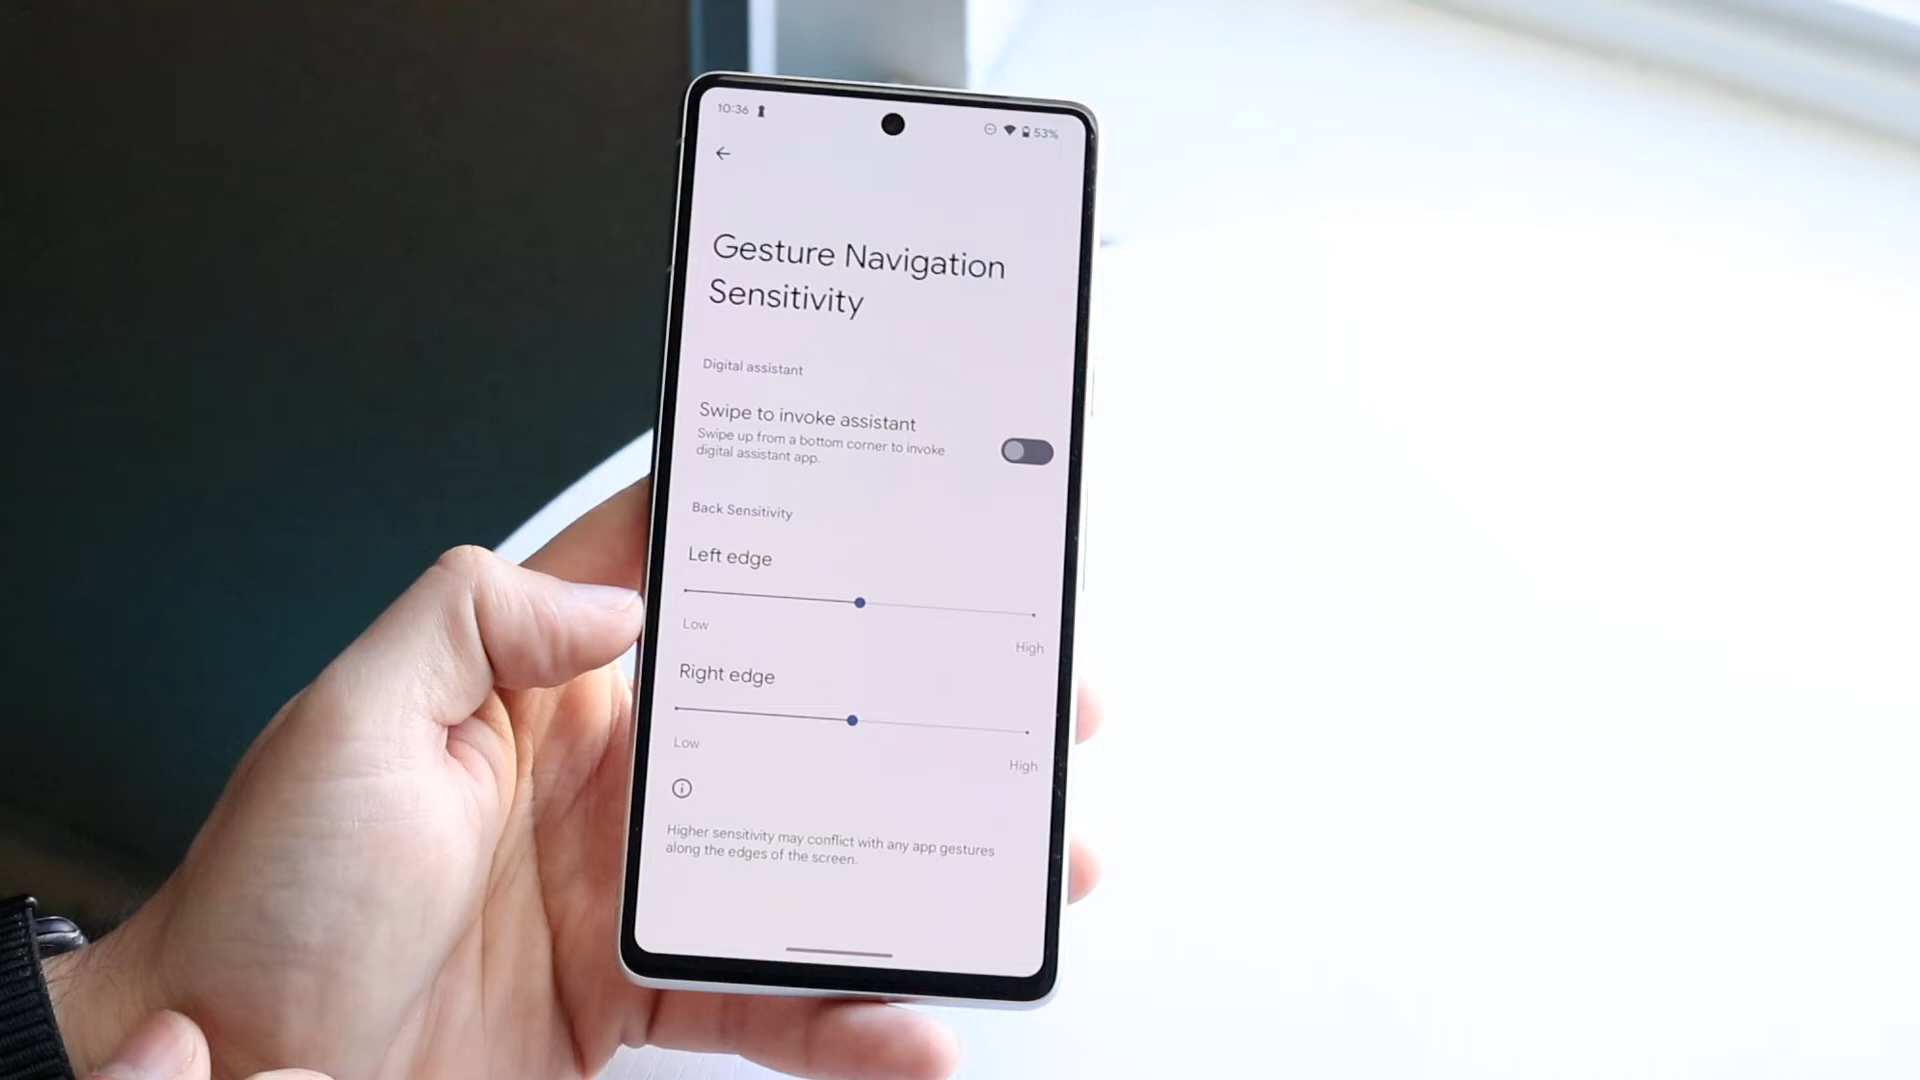 10:36
53%
Gesture Navigation
Sensitivity
Digital assistant
Swipe to invoke assistant
Swipe up from a bottom corner to invoke
digital assistant app.
Back Sensitivity
Left edge
Low
High
Right edge
Low
High
Higher sensitivity may conflict with any app gestures
along the edges of the screen.